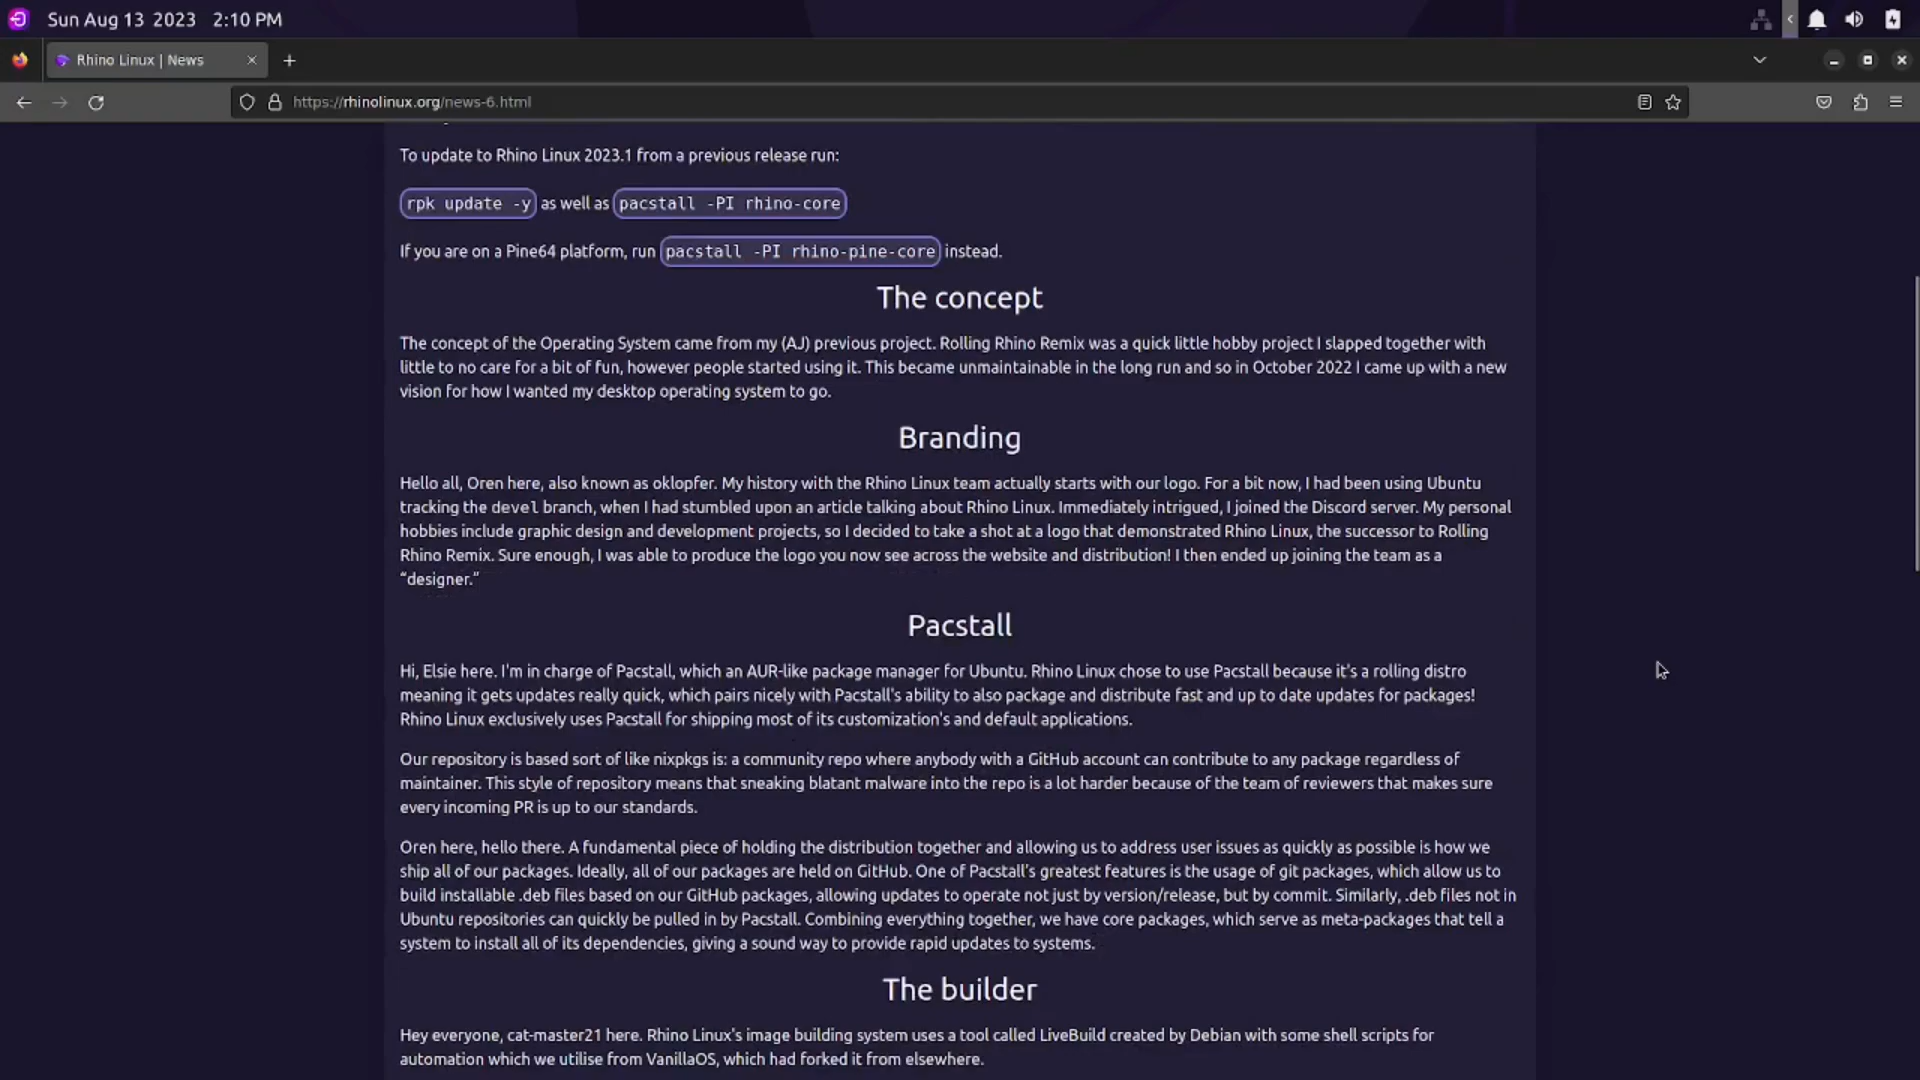 Sun Aug 13 2023 2:10 PM
Rhino Linux | News
https://rhinolinux.org/news-6.html
To update to Rhino Linux 2023.1 from a previous release run:
rpk update -y as well as pacstall -PI rhino-core
If you are on a Pine64 platform, run pacstall -PI rhino-pine-core instead.
The concept
The concept of the Operating System came from my (AJ) previous project. Rolling Rhino Remix was a quick little hobby project I slapped together with
little to no care for a bit of fun, however people started using it. This became unmaintainable in the long run and so in October 2022 I came up with a new
vision for how I wanted my desktop operating system to go.
Branding
Hello all, Oren here, also known as oklopfer. My history with the Rhino Linux team actually starts with our logo. For a bit now, I had been using Ubuntu
tracking the devel branch, when I had stumbled upon an article talking about Rhino Linux. Immediately intrigued, I joined the Discord server. My personal
hobbies include graphic design and development projects, so I decided to take a shot at a logo that demonstrated Rhino Linux, the successor to Rolling
Rhino Remix. Sure enough, I was able to produce the logo you now see across the website and distribution! I then ended up joining the team as a
“designer.”
Pacstall
Hi, Elsie here. I'm in charge of Pacstall, which an AUR-like package manager for Ubuntu. Rhino Linux chose to use Pacstall because it's a rolling distro
meaning it gets updates really quick, which pairs nicely with Pacstall's ability to also package and distribute fast and up to date updates for packages!
Rhino Linux exclusively uses Pacstall for shipping most of its customization's and default applications.
Our repository is based sort of like nixpkgs is: a community repo where anybody with a GitHub account can contribute to any package regardless of
maintainer. This style of repository means that sneaking blatant malware into the repo is a lot harder because of the team of reviewers that makes sure
every incoming PR is up to our standards.
Oren here, hello there. A fundamental piece of holding the distribution together and allowing us to address user issues as quickly as possible is how we
ship all of our packages. Ideally, all of our packages are held on GitHub. One of Pacstall's greatest features is the usage of git packages, which allow us to
build installable .deb files based on our GitHub packages, allowing updates to operate not just by version/release, but by commit. Similarly, .deb files not in
Ubuntu repositories can quickly be pulled in by Pacstall. Combining everything together, we have core packages, which serve as meta-packages that tell a
system to install all of its dependencies, giving a sound way to provide rapid updates to systems.
The builder
Hey everyone, cat-master21 here. Rhino Linux's image building system uses a tool called LiveBuild created by Debian with some shell scripts for
automation which we utilise from VanillaOS, which had forked it from elsewhere.